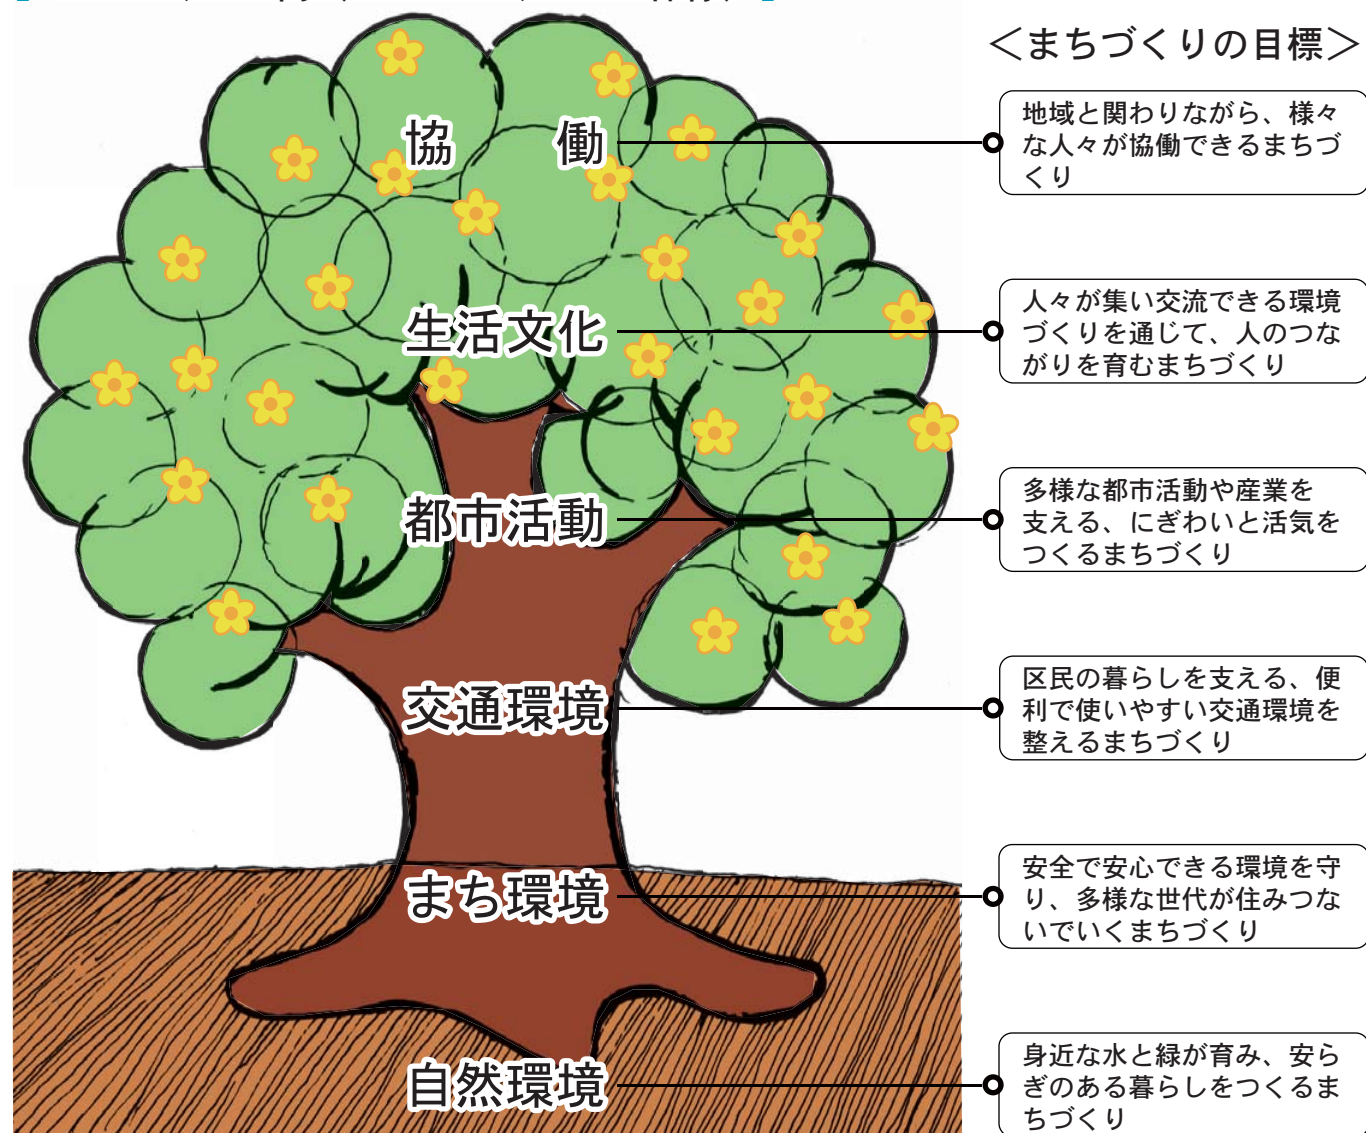 ＜まちづくりの目標＞
協働
地域と関わりながら、様々
な人々が協働できるまちづ
くり
生活文化
人々が集い交流できる環境
づくりを通じて、人のつな
がりを育むまちづくり
都市活動
多様な都市活動や産業を
支える、にぎわいと活気を
つくるまちづくり
交通環境
区民の暮らしを支える、便
利で使いやすい交通環境を
整えるまちづくり
まち環境
安全で安心できる環境を守
り、多様な世代が住みつな
いでいくまちづくり
自然環境
身近な水と緑が育み、安ら
ぎのある暮らしをつくるま
ちづくり